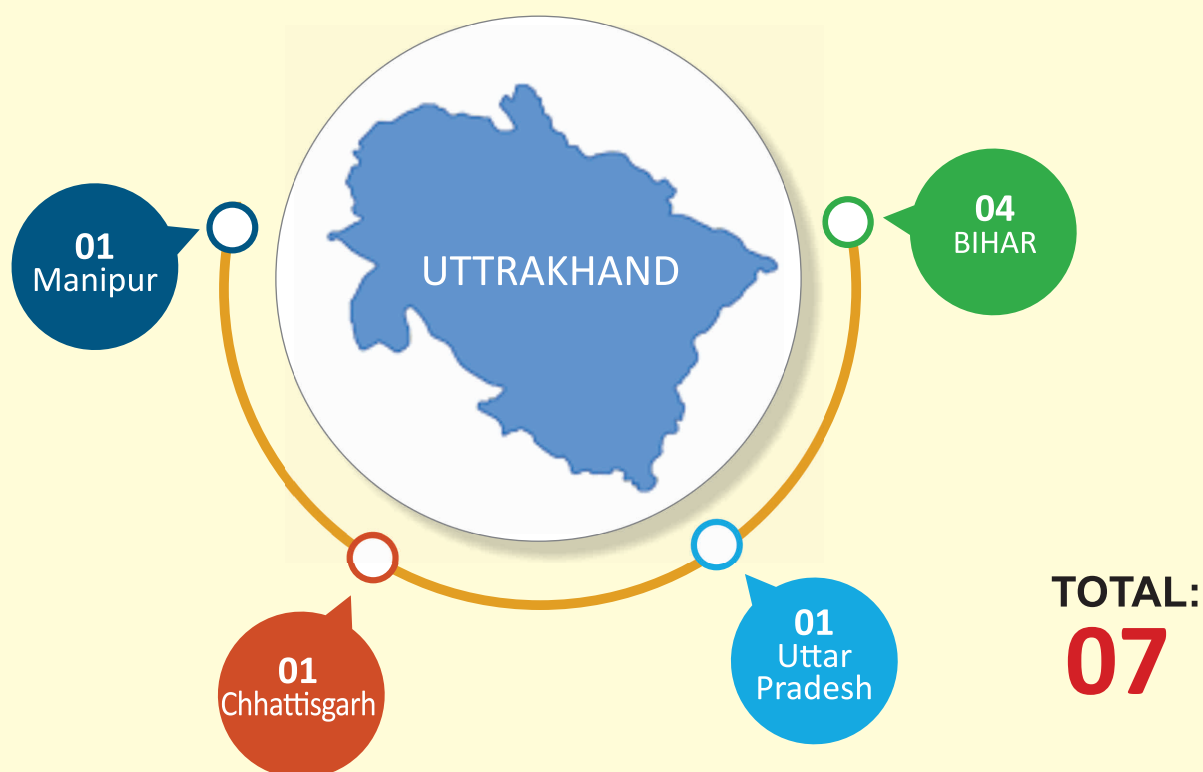 UTTRAKHAND
01
Manipur
04
BIHAR
01
Chhattisgarh
01
Uttar
Pradesh
TOTAL:
07